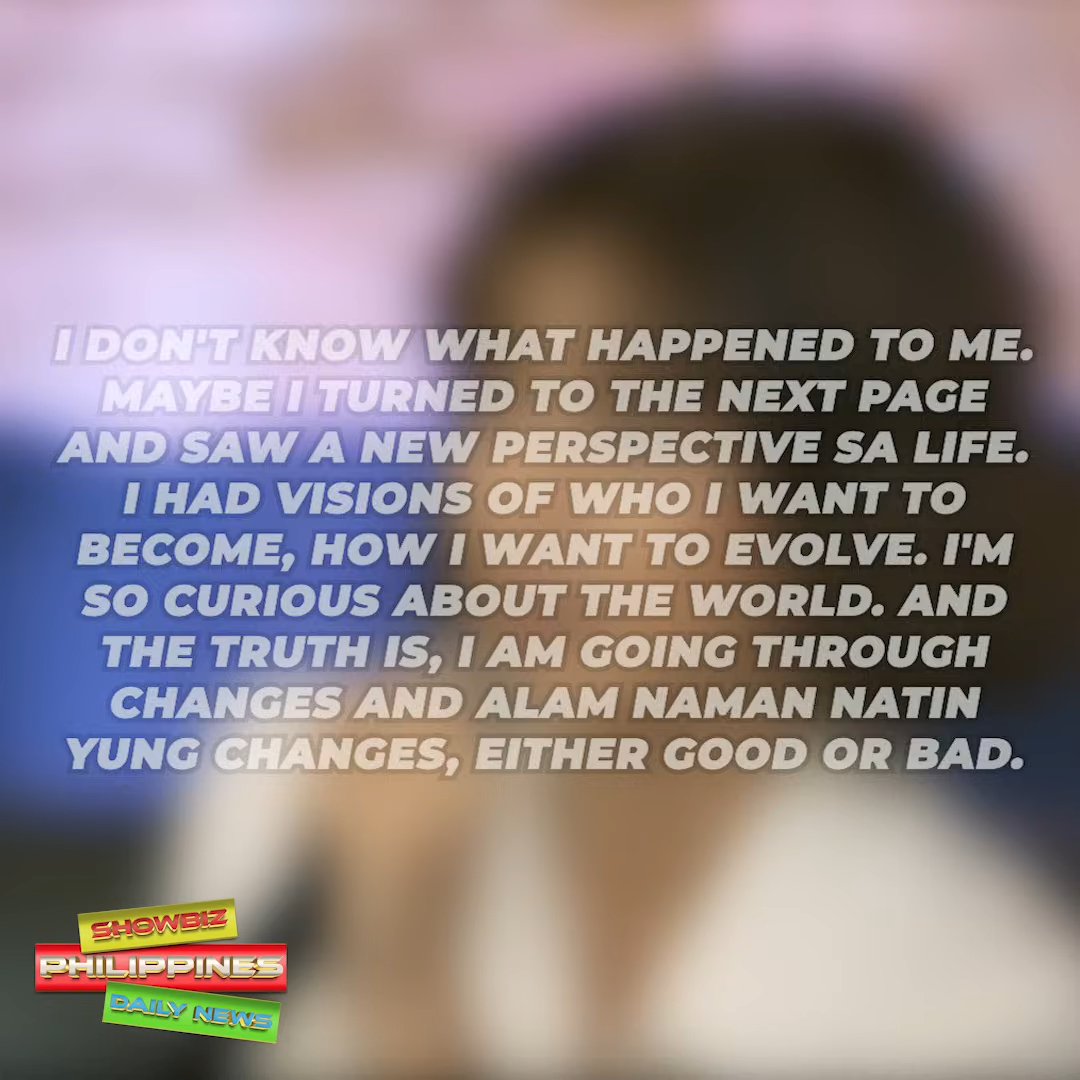 I DON'T KNOW WHAT HAPPENED TO ME.
MAYBE I TURNED TO THE NEXT PAGE
AND SAW A NEW PERSPECTIVE SA LIFE.
I HAD VISIONS OF WHO I WANT TO
BECOME, HOW I WANT TO EVOLVE. I'M
SO CURIOUS ABOUT THE WORLD. AND
THE TRUTH IS, I AM GOING THROUGH
CHANGES AND ALAM NAMAN NATIN
YUNG CHANGES, EITHER GOOD OR BAD.
SHOWBIZ
PHILIPPINES
DAILY NEWS